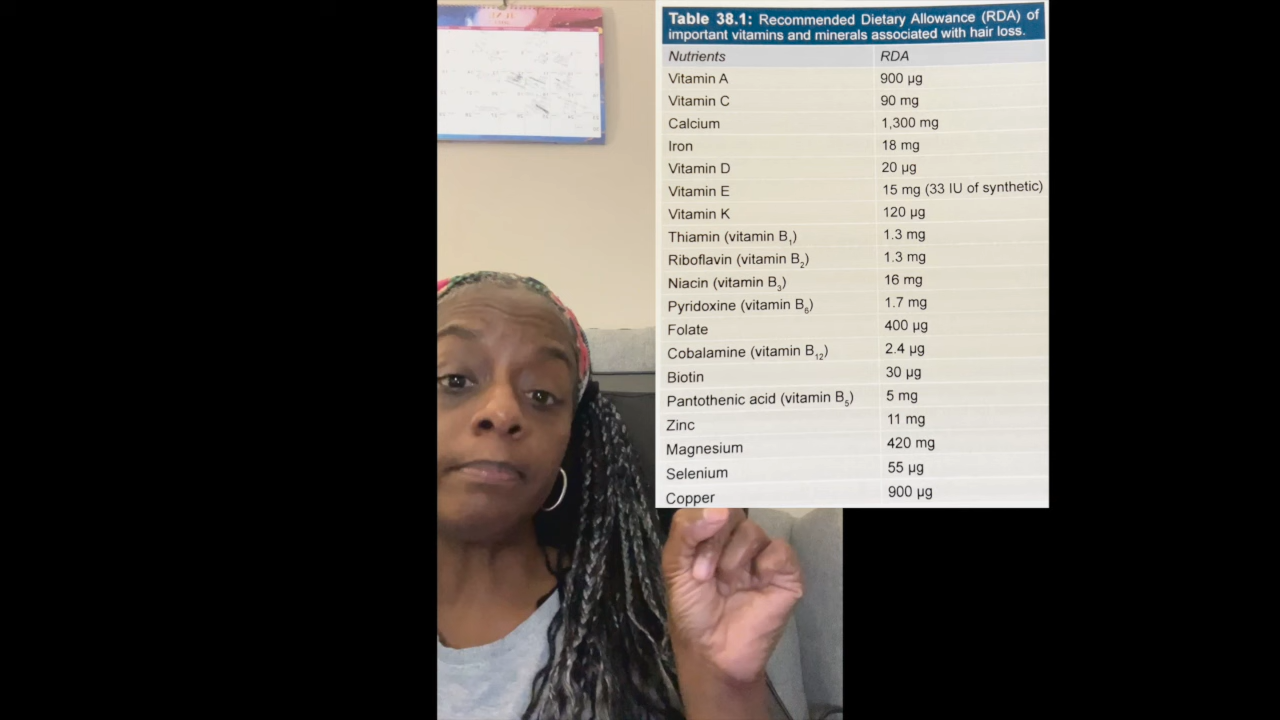 JUNE
Table 38.1: Recommended Dietary Allowance (RDA) of
important vitamins and minerals associated with hair loss.
Nutrients RDA
Vitamin A 900 µg
Vitamin C 90 mg
Calcium 1,300 mg
Iron 18 mg
Vitamin D 20 µg
Vitamin E 15 mg (33 IU of synthetic)
Vitamin K 120 µg
Thiamin (vitamin B₁) 1.3 mg
Riboflavin (vitamin B₂) 1.3 mg
Niacin (vitamin B₃) 16 mg
Pyridoxine (vitamin B₆) 1.7 mg
Folate 400 µg
Cobalamine (vitamin B₁₂) 2.4 µg
Biotin 30 µg
Pantothenic acid (vitamin B₅) 5 mg
Zinc 11 mg
Magnesium 420 mg
Selenium 55 µg
Copper 900 µg